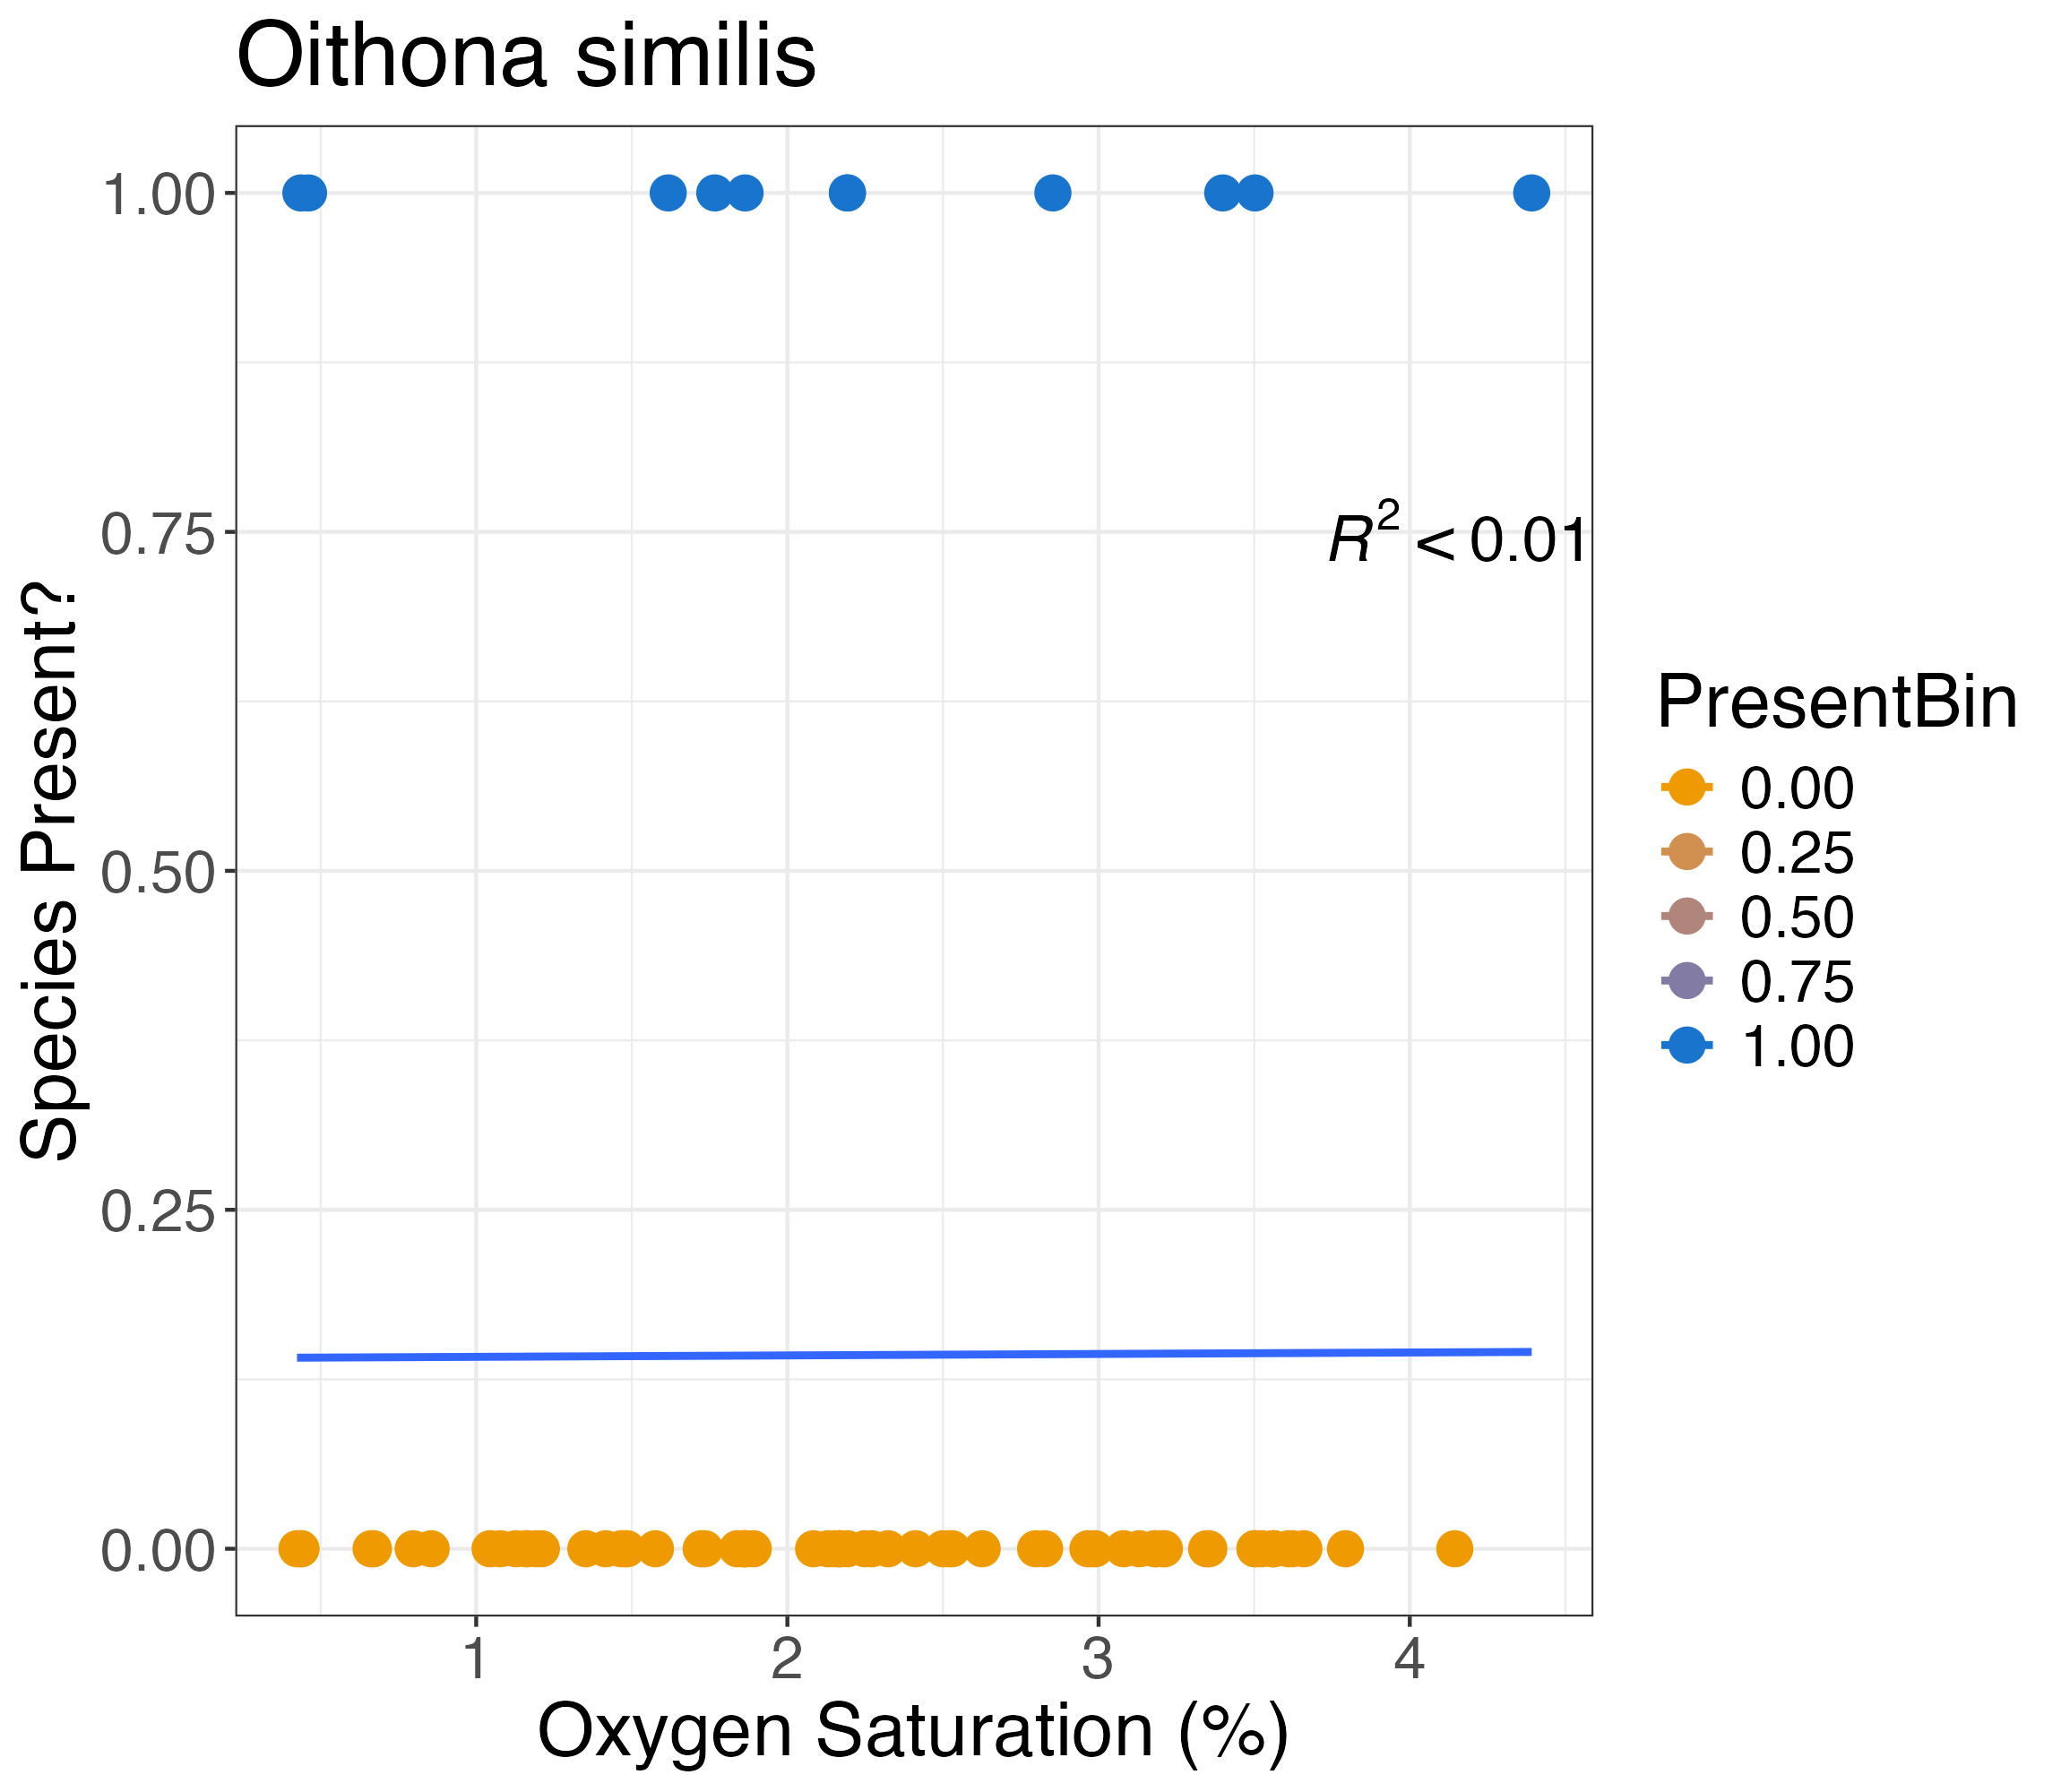 Oithona similis
1.00
0.75
0.50
0.25
0.00
Species Present?
R² < 0.01
1 2 3 4
Oxygen Saturation (%)
PresentBin
0.00
0.25
0.50
0.75
1.00